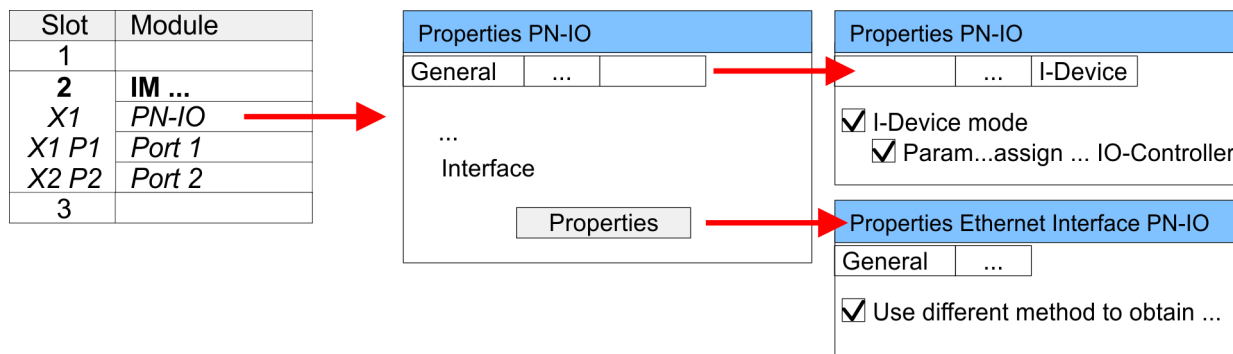 Slot Module
1
2 IM ...
X1 PN-IO
X1 P1 Port 1
X2 P2 Port 2
3
Properties PN-IO
General ...
...
Interface
Properties
Properties PN-IO
... I-Device
I-Device mode
Param...assign ... IO-Controller
Properties Ethernet Interface PN-IO
General ...
Use different method to obtain ...